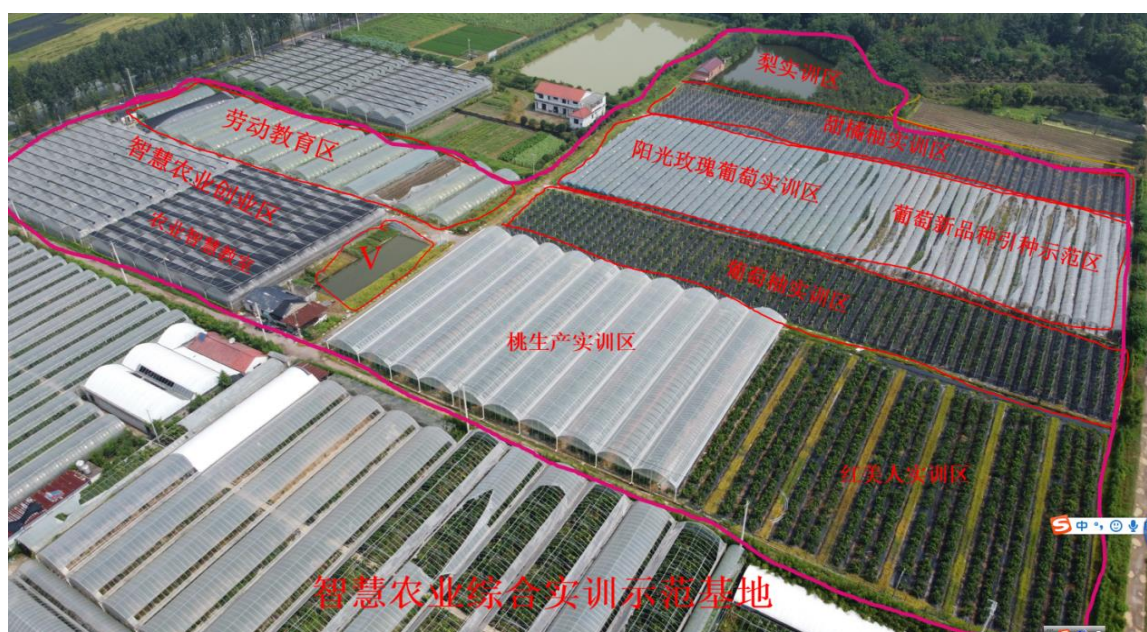 梨实训区
甜橘柚实训区
劳动教育区
阳光玫瑰葡萄实训区
智慧农业创业区
葡萄新品种引种示范区
农业智慧教室
V
葡萄柚实训区
桃生产实训区
红美人实训区
中
智慧农业综合实训示范基地